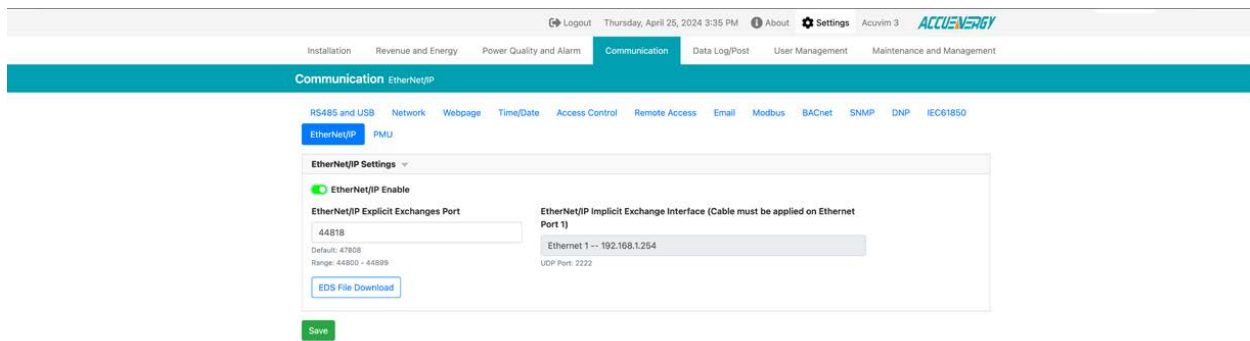 Logout Thursday, April 25, 2024 3:35 PM About Settings Acuvim 3 ACCUENERGY
Installation Revenue and Energy Power Quality and Alarm Communication Data Log/Post User Management Maintenance and Management
Communication EtherNet/IP
RS485 and USB Network Webpage Time/Date Access Control Remote Access Email Modbus BACnet SNMP DNP IEC61850
EtherNet/IP PMU
EtherNet/IP Settings
EtherNet/IP Enable
EtherNet/IP Explicit Exchanges Port
44818
Default: 47808
Range: 44800 - 44899
EtherNet/IP Implicit Exchange Interface (Cable must be applied on Ethernet
Port 1)
Ethernet 1 -- 192.168.1.254
UDP Port: 2222
EDS File Download
Save